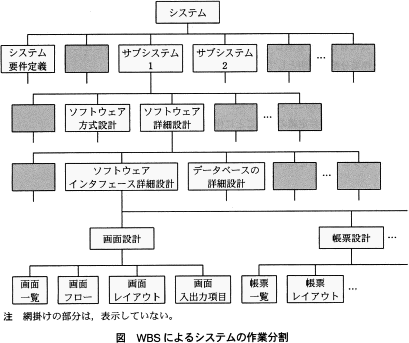 システム
システム
要件定義
サブシステム
1
サブシステム
2
…
ソフトウェア
方式設計
ソフトウェア
詳細設計
…
ソフトウェア
インタフェース詳細設計
データベースの
詳細設計
…
画面設計
帳票設計
…
画面
一覧
画面
フロー
画面
レイアウト
画面
入出力項目
帳票
一覧
帳票
レイアウト
…
注 網掛けの部分は，表示していない。
図 WBSによるシステムの作業分割